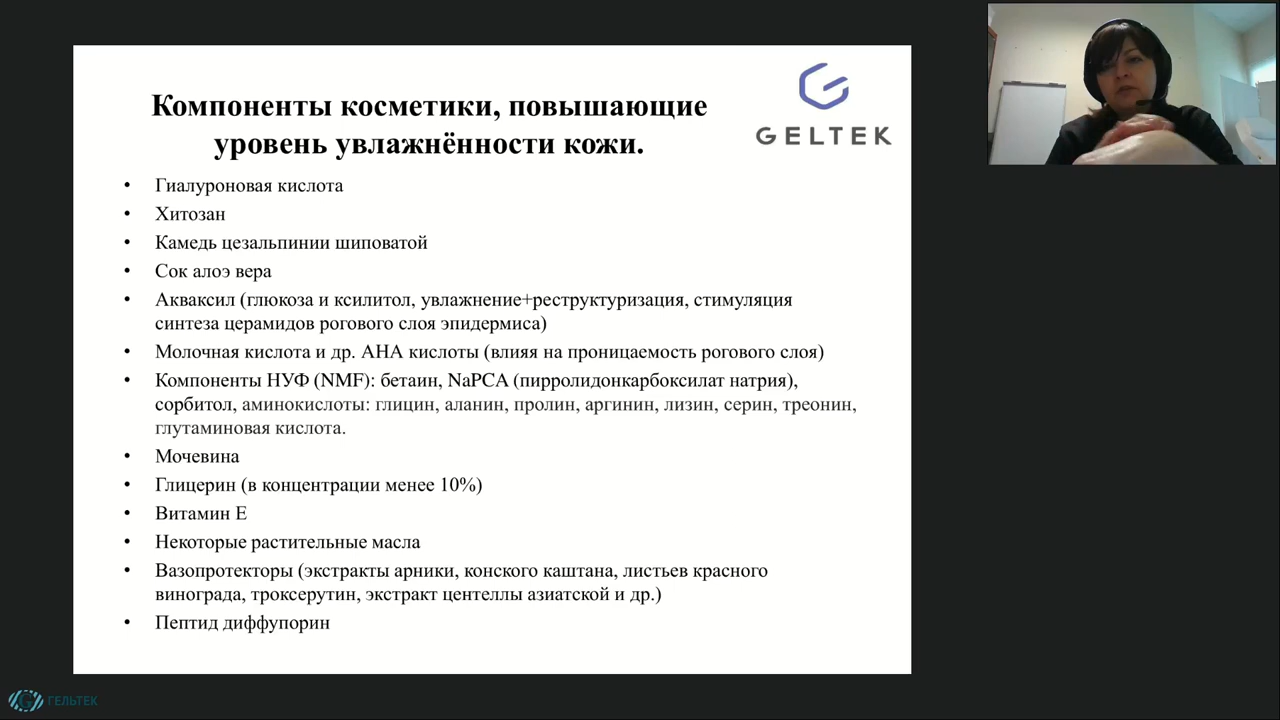 Компоненты косметики, повышающие
уровень увлажнённости кожи.
GELTEK
• Гиалуроновая кислота
• Хитозан
• Камедь цезальпинии шиповатой
• Сок алоэ вера
• Акваксил (глюкоза и ксилитол, увлажнение+реструктуризация, стимуляция
синтеза церамидов рогового слоя эпидермиса)
• Молочная кислота и др. АНА кислоты (влияя на проницаемость рогового слоя)
• Компоненты НУФ (NMF): бетаин, NaPCA (пирролидонкарбоксилат натрия),
сорбитол, аминокислоты: глицин, аланин, пролин, аргинин, лизин, серин, треонин,
глутаминовая кислота.
• Мочевина
• Глицерин (в концентрации менее 10%)
• Витамин Е
• Некоторые растительные масла
• Вазопротекторы (экстракты арники, конского каштана, листьев красного
винограда, троксерутин, экстракт центеллы азиатской и др.)
• Пептид диффупорин
ГЕЛЬТЕК